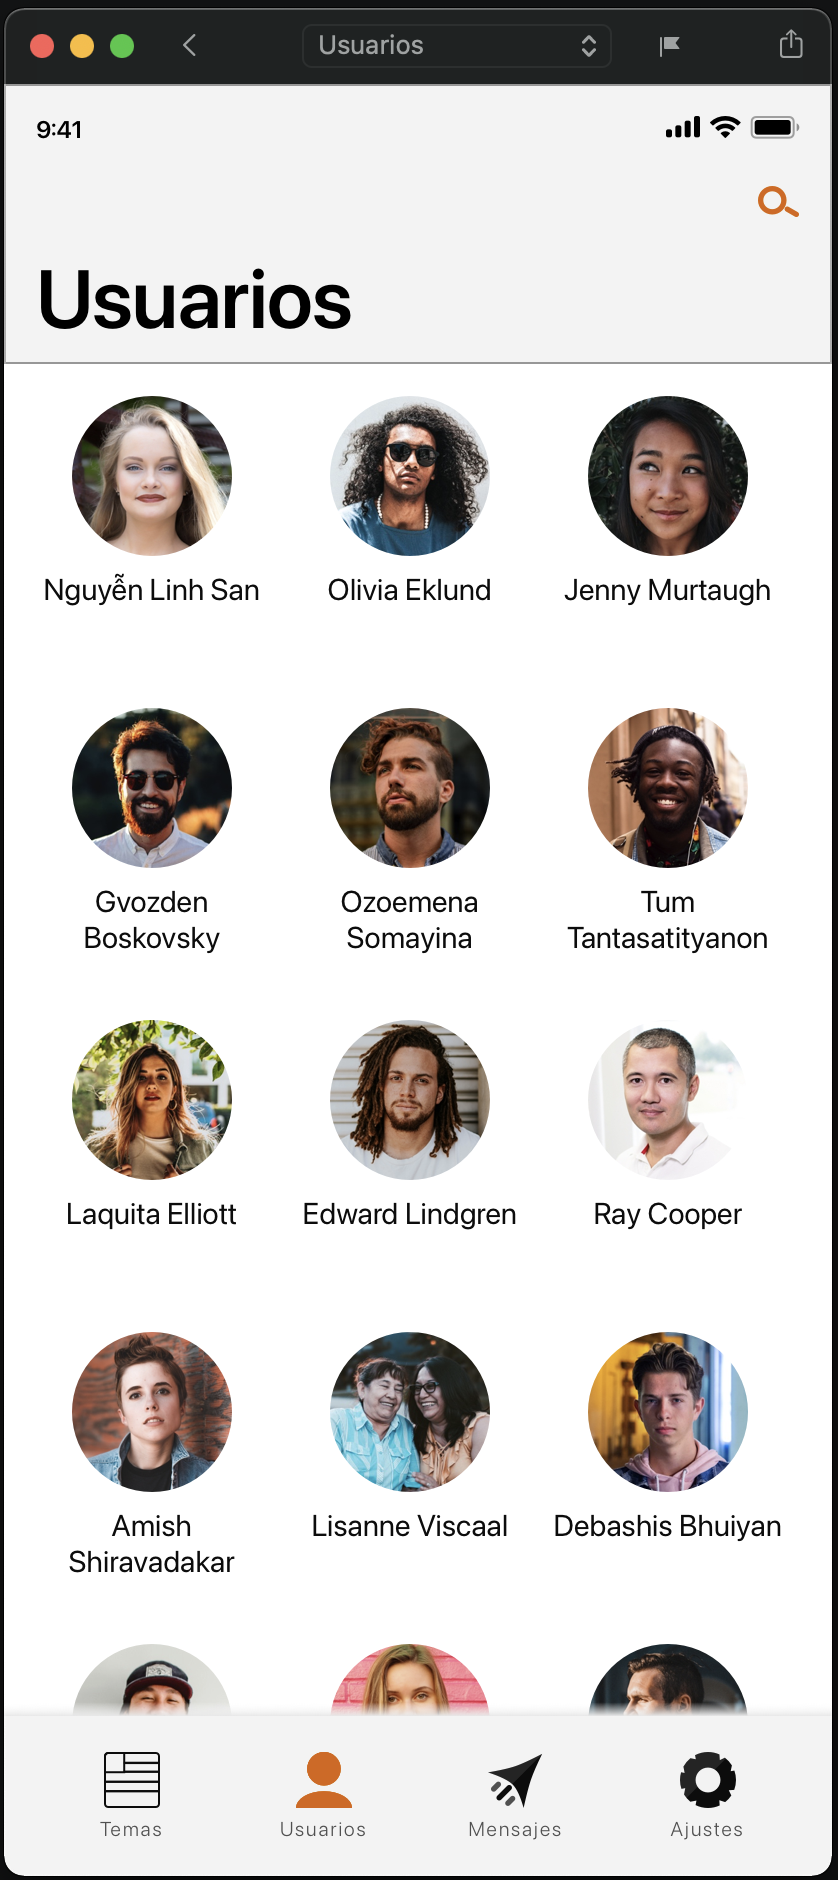 Usuarios
9:41
Usuarios
Nguyễn Linh San
Olivia Eklund
Jenny Murtaugh
Gvozden
Boskovsky
Ozoemena
Somayina
Tum
Tantasatityanon
Laquita Elliott
Edward Lindgren
Ray Cooper
Amish
Shiravadakar
Lisanne Viscaal
Debashis Bhuiyan
Temas
Usuarios
Mensajes
Ajustes